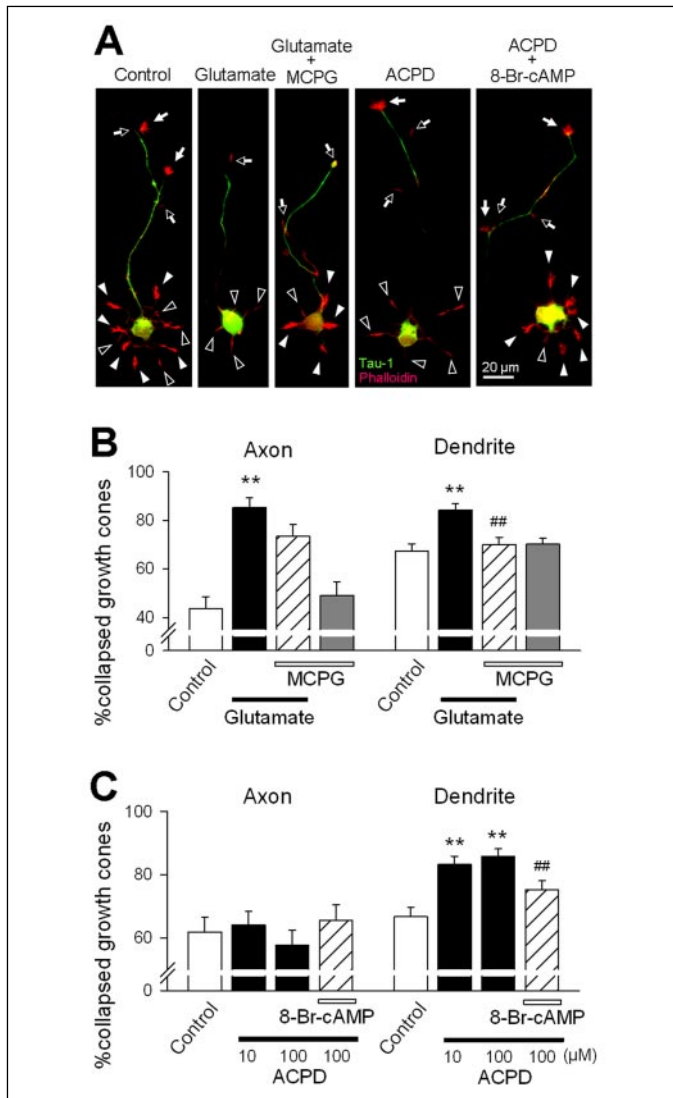 A
Control
Glutamate
Glutamate
+
MCPG
ACPD
ACPD
+
8-Br-cAMP
Tau-1
Phalloidin
20 µm
B
Axon
Dendrite
%collapsed growth cones
100
80
60
40
0
**
**
##
Control
MCPG
Glutamate
Control
MCPG
Glutamate
C
Axon
Dendrite
%collapsed growth cones
100
80
60
0
**
**
##
Control
8-Br-cAMP
10 100 100
ACPD
Control
8-Br-cAMP
10 100 100 (µM)
ACPD